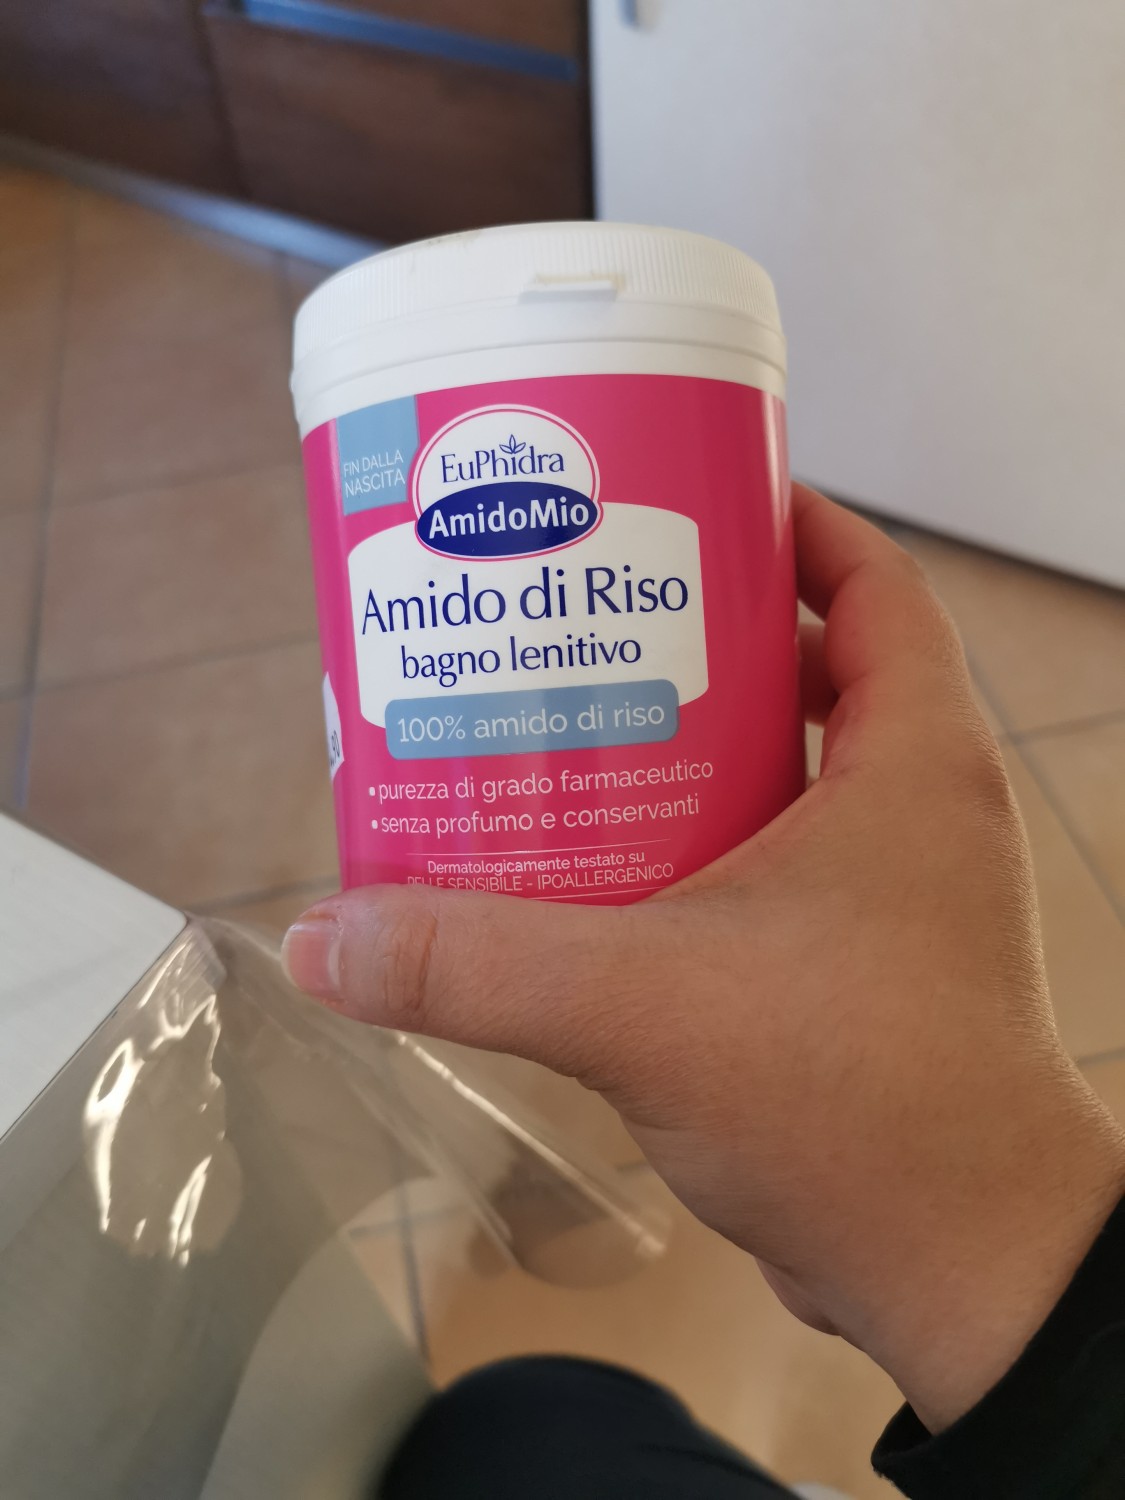 FIN DALLA
NASCITA
EuPhidra
AmidoMio
Amido di Riso
bagno lenitivo
100% amido di riso
• purezza di grado farmaceutico
• senza profumo e conservanti
Dermatologicamente testato su
PELLE SENSIBILE - IPOALLERGENICO